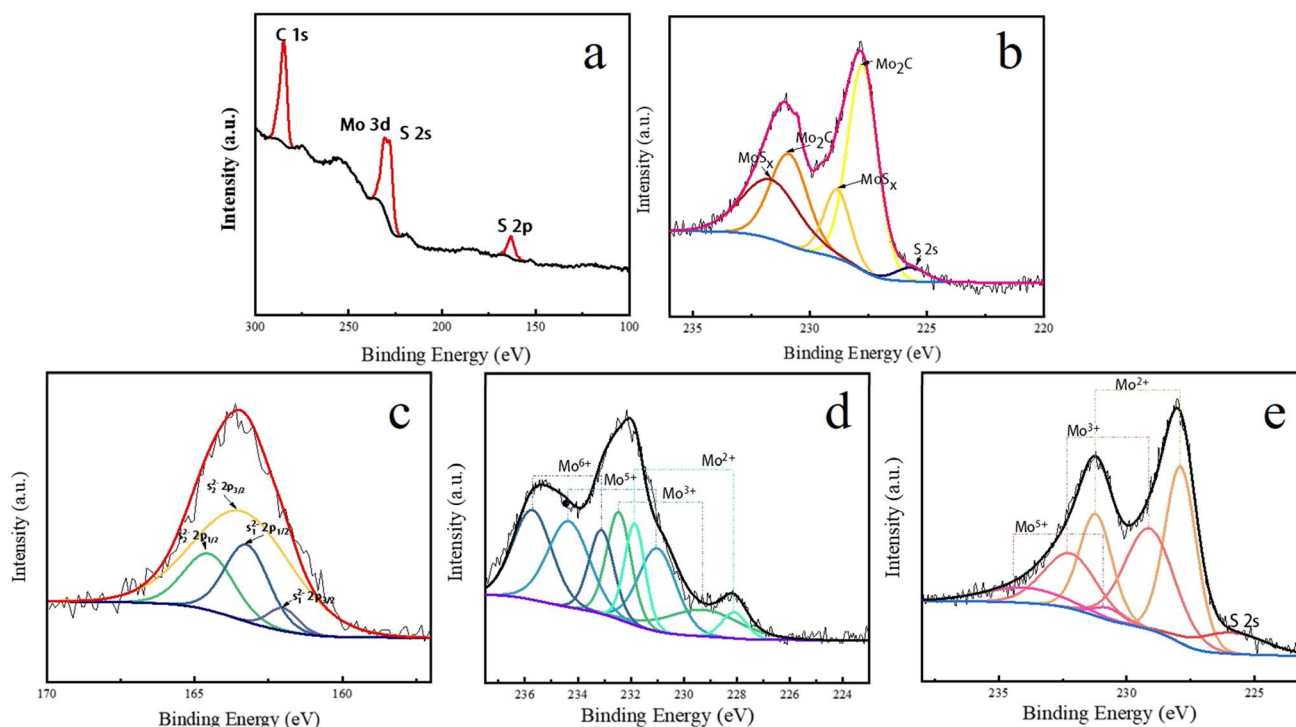 a
C 1s
Mo 3d
S 2s
S 2p
Intensity (a.u.)
300 250 200 150 100
Binding Energy (eV)
b
Mo2C
Mo2C
MoSx
MoSx
S 2s
Intensity (a.u.)
235 230 225 220
Binding Energy (eV)
c
S2²⁻ 2p3/2
S2²⁻ 2p1/2
S1²⁻ 2p1/2
S1²⁻ 2p3/2
Intensity (a.u.)
170 165 160
Binding Energy (eV)
d
Mo6+
Mo5+
Mo3+
Mo2+
Intensity (a.u.)
236 234 232 230 228 226 224
Binding Energy (eV)
e
Mo2+
Mo3+
Mo5+
S 2s
Intensity (a.u.)
235 230 225
Binding Energy (eV)